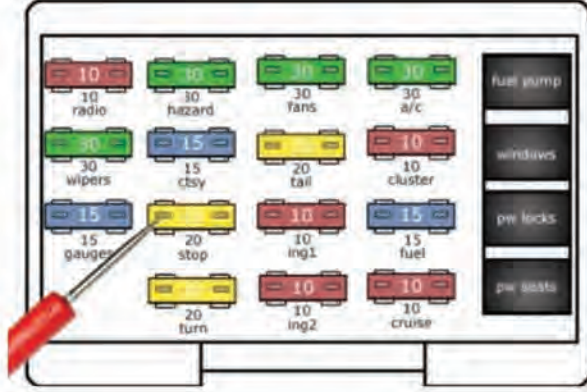 10 30 30 30 fuel pump
10 30 30 30
radio hazard fans a/c
30 15 10 windows
30 15 20 10
wipers ctsy tail cluster
15 10 15 pw locks
15 20 10 15
gauges stop ing1 fuel
10 10 pw seats
20 10 10
turn ing2 cruise